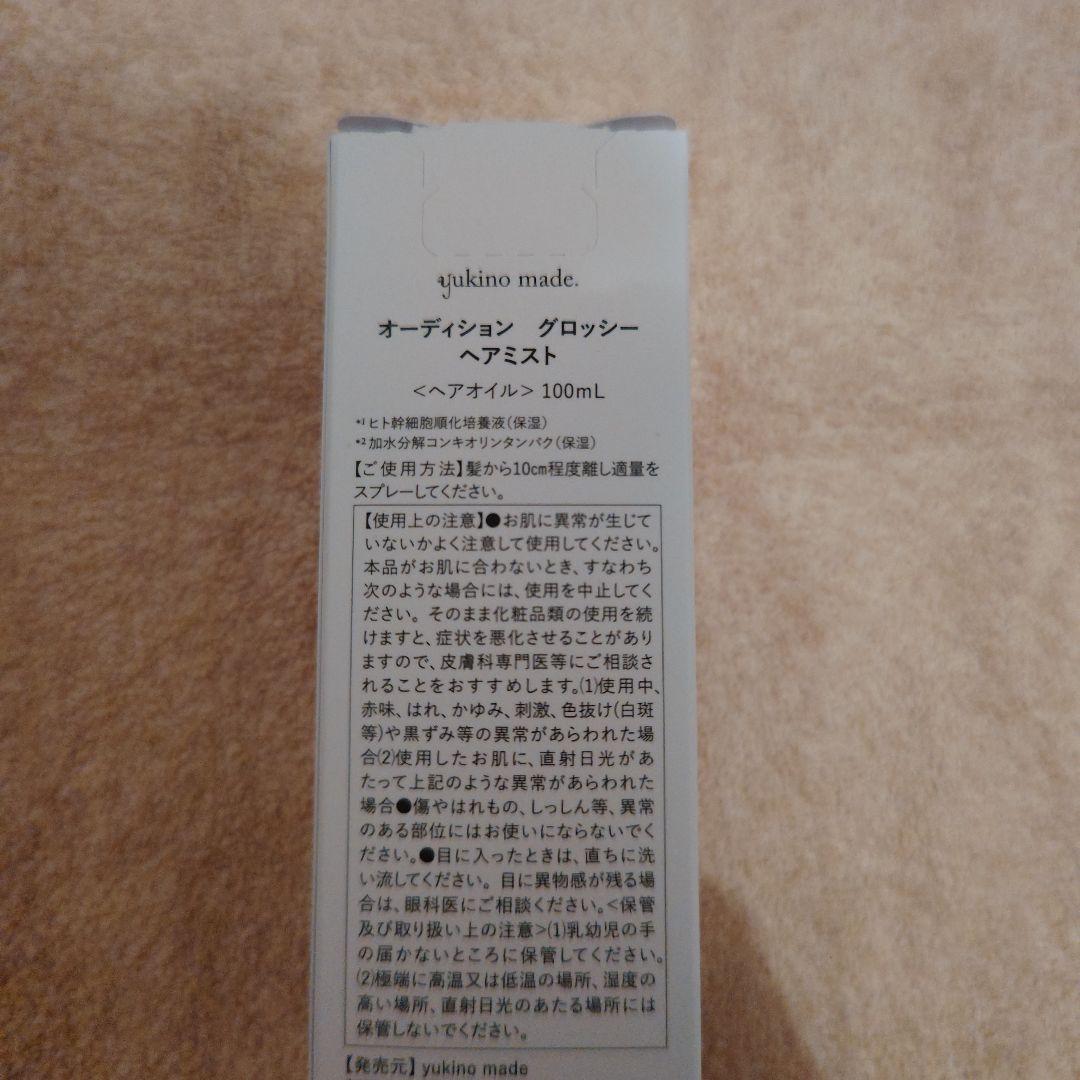 yukino made.
オーディション　グロッシー
ヘアミスト
＜ヘアオイル＞ 100mL
*1 ヒト幹細胞順化培養液(保湿)
*2 加水分解コンキオリンタンパク(保湿)
【ご使用方法】髪から10㎝程度離し適量を
スプレーしてください。
【使用上の注意】●お肌に異常が生じて
いないかよく注意して使用してください。
本品がお肌に合わないとき、すなわち
次のような場合には、使用を中止してく
ださい。そのまま化粧品類の使用を続
けますと、症状を悪化させることがあり
ますので、皮膚科専門医等にご相談さ
れることをおすすめします。(1)使用中、
赤味、はれ、かゆみ、刺激、色抜け(白斑
等)や黒ずみ等の異常があらわれた場
合(2)使用したお肌に、直射日光があ
たって上記のような異常があらわれた
場合●傷やはれもの、しっしん等、異常
のある部位にはお使いにならないでく
ださい。●目に入ったときは、直ちに洗
い流してください。目に異物感が残る場
合は、眼科医にご相談ください。<保管
及び取り扱い上の注意>(1)乳幼児の手
の届かないところに保管してください。
(2)極端に高温又は低温の場所、湿度の
高い場所、直射日光のあたる場所には
保管しないでください。
【発売元】yukino made